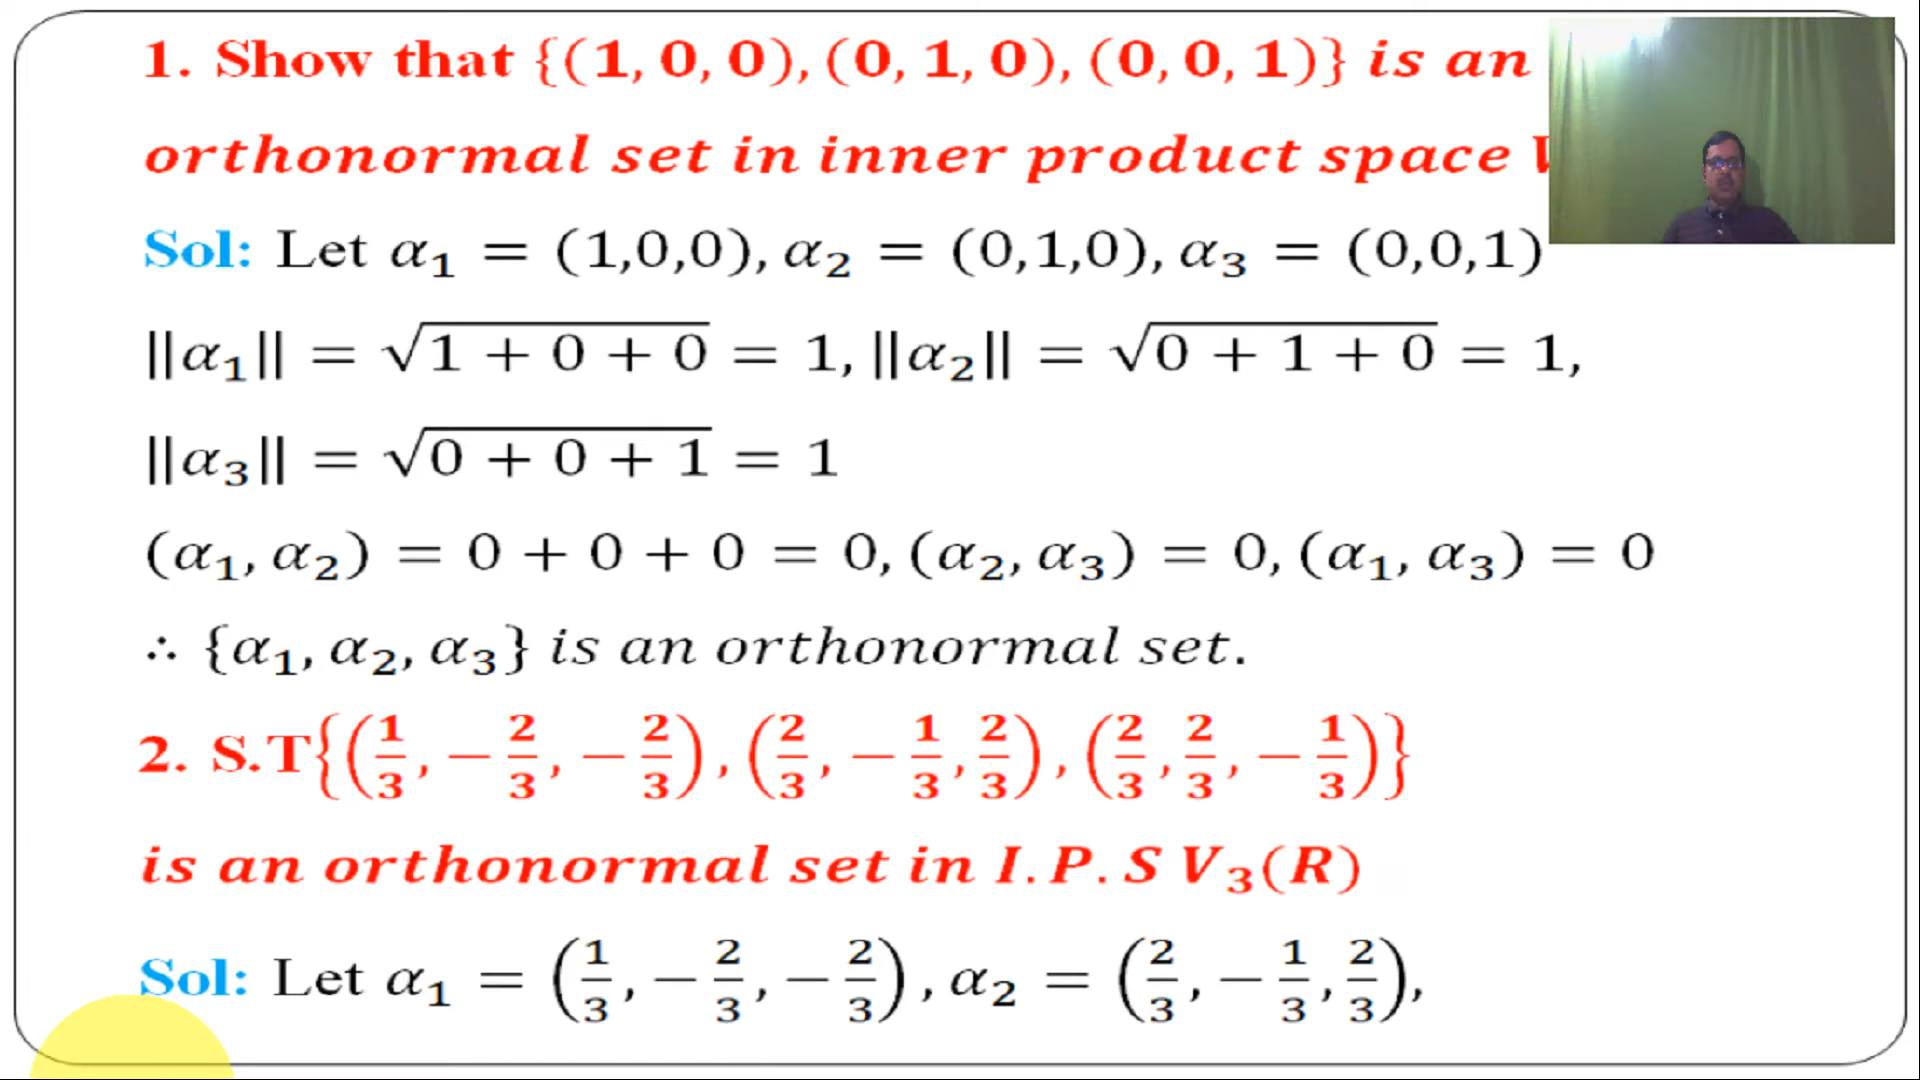 1. Show that {(1, 0, 0), (0, 1, 0), (0, 0, 1)} is an
orthonormal set in inner product space
Sol: Let α₁ = (1,0,0), α₂ = (0,1,0), α₃ = (0,0,1)
||α₁|| = √(1 + 0 + 0) = 1, ||α₂|| = √(0 + 1 + 0) = 1,
||α₃|| = √(0 + 0 + 1) = 1
(α₁, α₂) = 0 + 0 + 0 = 0, (α₂, α₃) = 0, (α₁, α₃) = 0
∴ {α₁, α₂, α₃} is an orthonormal set.
2. S.T{(1/3, −2/3, −2/3), (2/3, −1/3, 2/3), (2/3, 2/3, −1/3)}
is an orthonormal set in I.P.S V₃(R)
Sol: Let α₁ = (1/3, −2/3, −2/3), α₂ = (2/3, −1/3, 2/3),